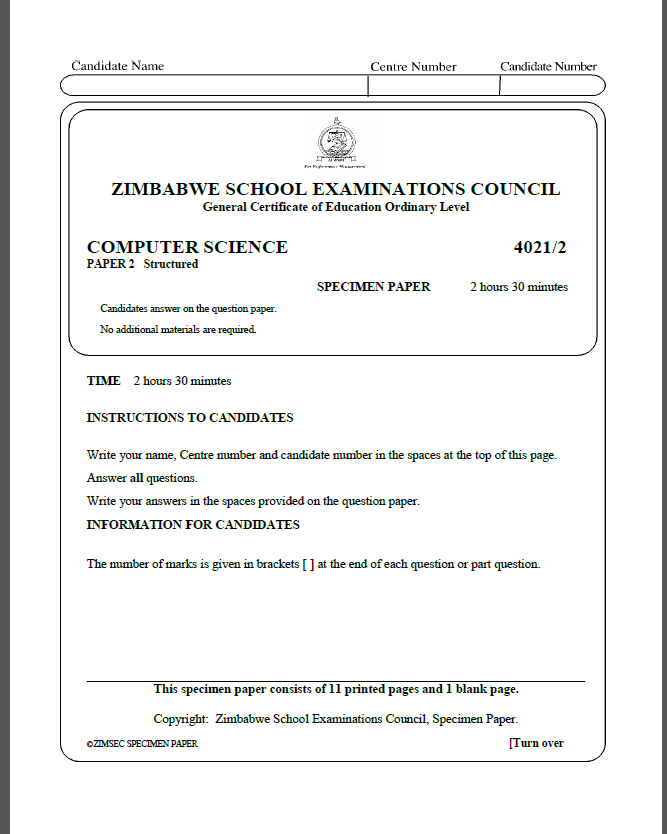 Candidate Name Centre Number Candidate Number
ZIMBABWE SCHOOL EXAMINATIONS COUNCIL
General Certificate of Education Ordinary Level
COMPUTER SCIENCE 4021/2
PAPER 2 Structured
SPECIMEN PAPER 2 hours 30 minutes
Candidates answer on the question paper.
No additional materials are required.
TIME 2 hours 30 minutes
INSTRUCTIONS TO CANDIDATES
Write your name, Centre number and candidate number in the spaces at the top of this page.
Answer all questions.
Write your answers in the spaces provided on the question paper.
INFORMATION FOR CANDIDATES
The number of marks is given in brackets [ ] at the end of each question or part question.
This specimen paper consists of 11 printed pages and 1 blank page.
Copyright: Zimbabwe School Examinations Council, Specimen Paper.
©ZIMSEC SPECIMEN PAPER [Turn over